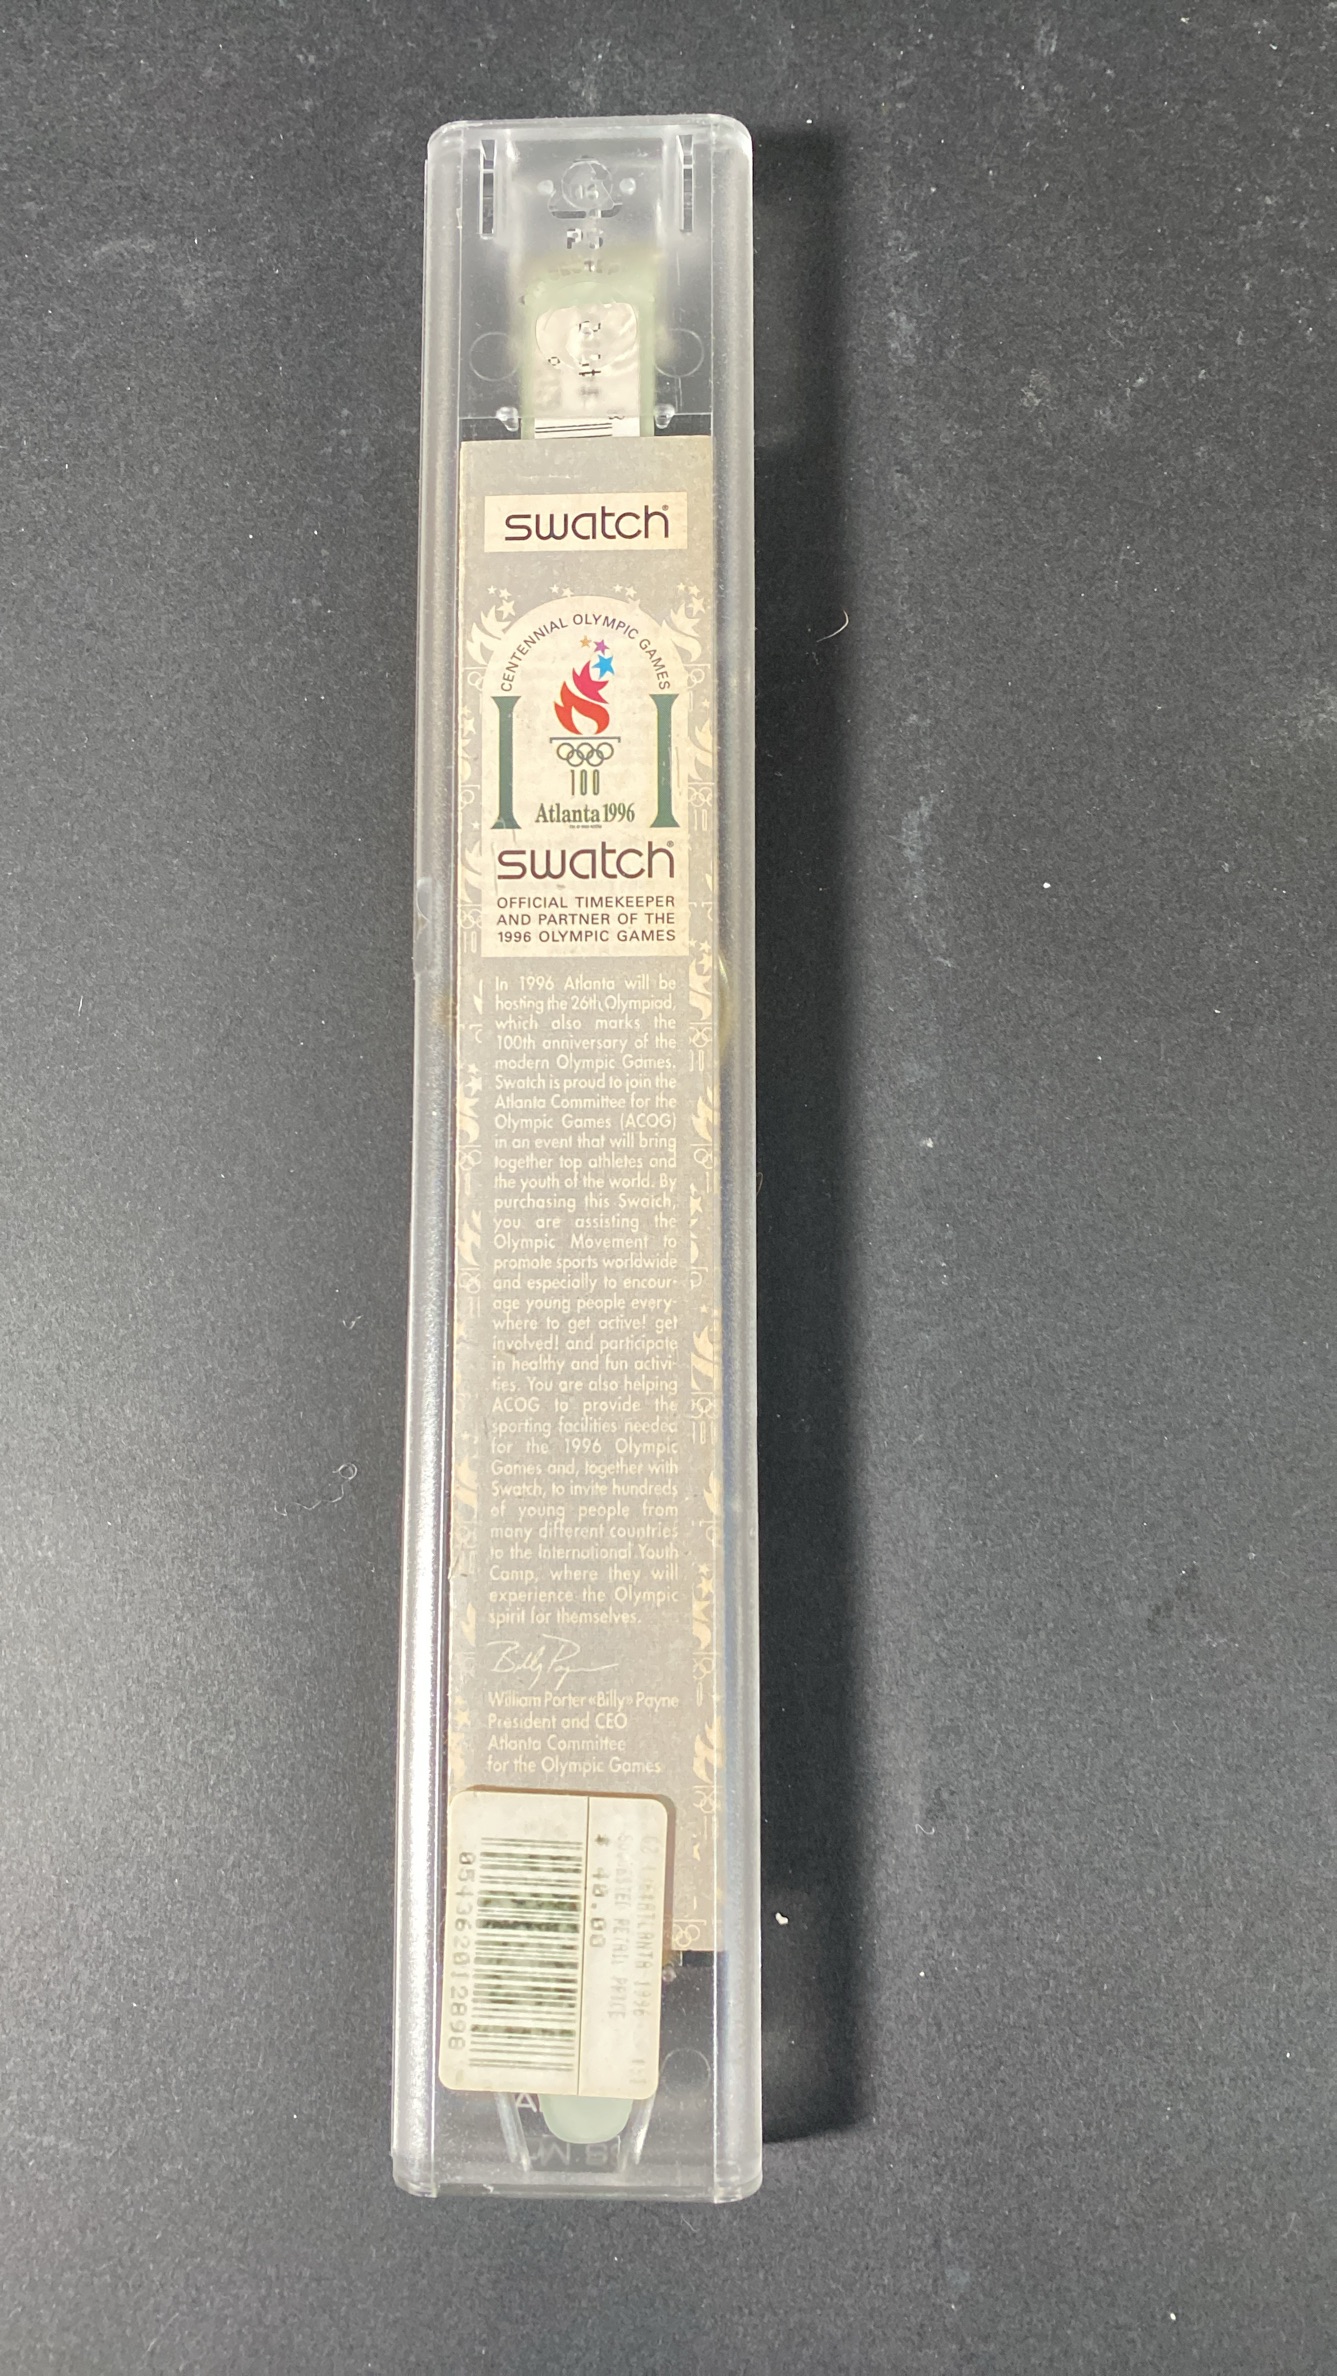 swatch
CENTENNIAL OLYMPIC GAMES
100
Atlanta 1996
swatch
OFFICIAL TIMEKEEPER
AND PARTNER OF THE
1996 OLYMPIC GAMES
In 1996 Atlanta will be
hosting the 26th Olympiad,
which also marks the
100th anniversary of the
modern Olympic Games.
Swatch is proud to join the
Atlanta Committee for the
Olympic Games (ACOG)
in an event that will bring
together top athletes and
the youth of the world. By
purchasing this Swatch,
you are assisting the
Olympic Movement to
promote sports worldwide
and especially to encour-
age young people every-
where to get active! get
involved! and participate
in healthy and fun activi-
ties. You are also helping
ACOG to provide the
sporting facilities needed
for the 1996 Olympic
Games and, together with
Swatch, to invite hundreds
of young people from
many different countries
to the International Youth
Camp, where they will
experience the Olympic
spirit for themselves.
Billy Payne
William Porter «Billy» Payne
President and CEO
Atlanta Committee
for the Olympic Games
ATLANTA 1996
SUGGESTED RETAIL PRICE
$ 40.00
054362012898